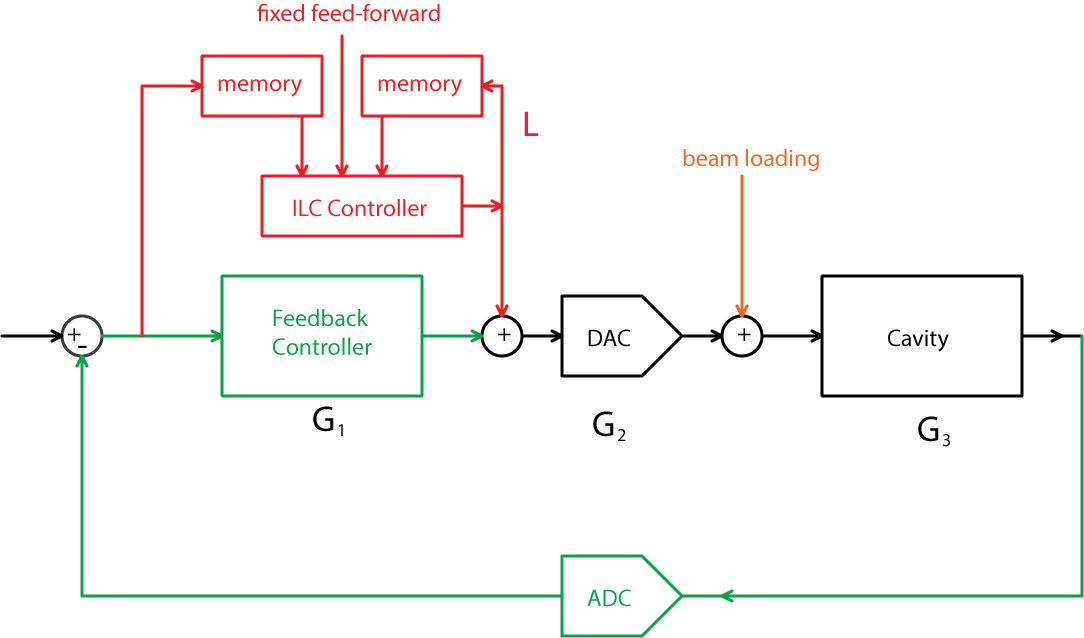 fixed feed-forward
memory
memory
L
ILC Controller
beam loading
+
-
Feedback
Controller
+
DAC
+
Cavity
G₁
G₂
G₃
ADC